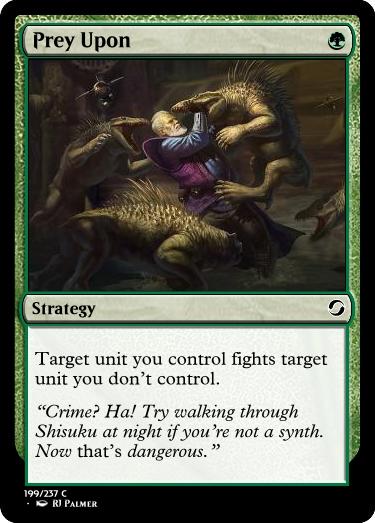 Prey Upon
Strategy
Target unit you control fights target
unit you don't control.
“Crime? Ha! Try walking through
Shisuku at night if you're not a synth.
Now that's dangerous.”
199/237 C
· RJ Palmer